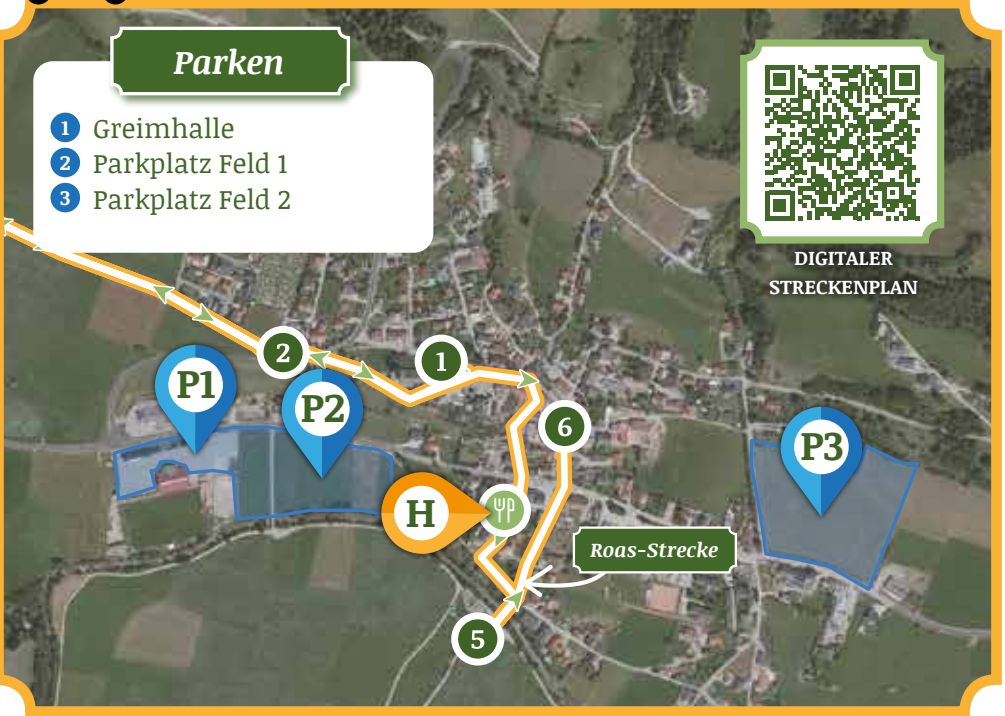 Parken
1 Greimhalle
2 Parkplatz Feld 1
3 Parkplatz Feld 2
DIGITALER
STRECKENPLAN
2
1
P1
P2
6
P3
H
Roas-Strecke
5